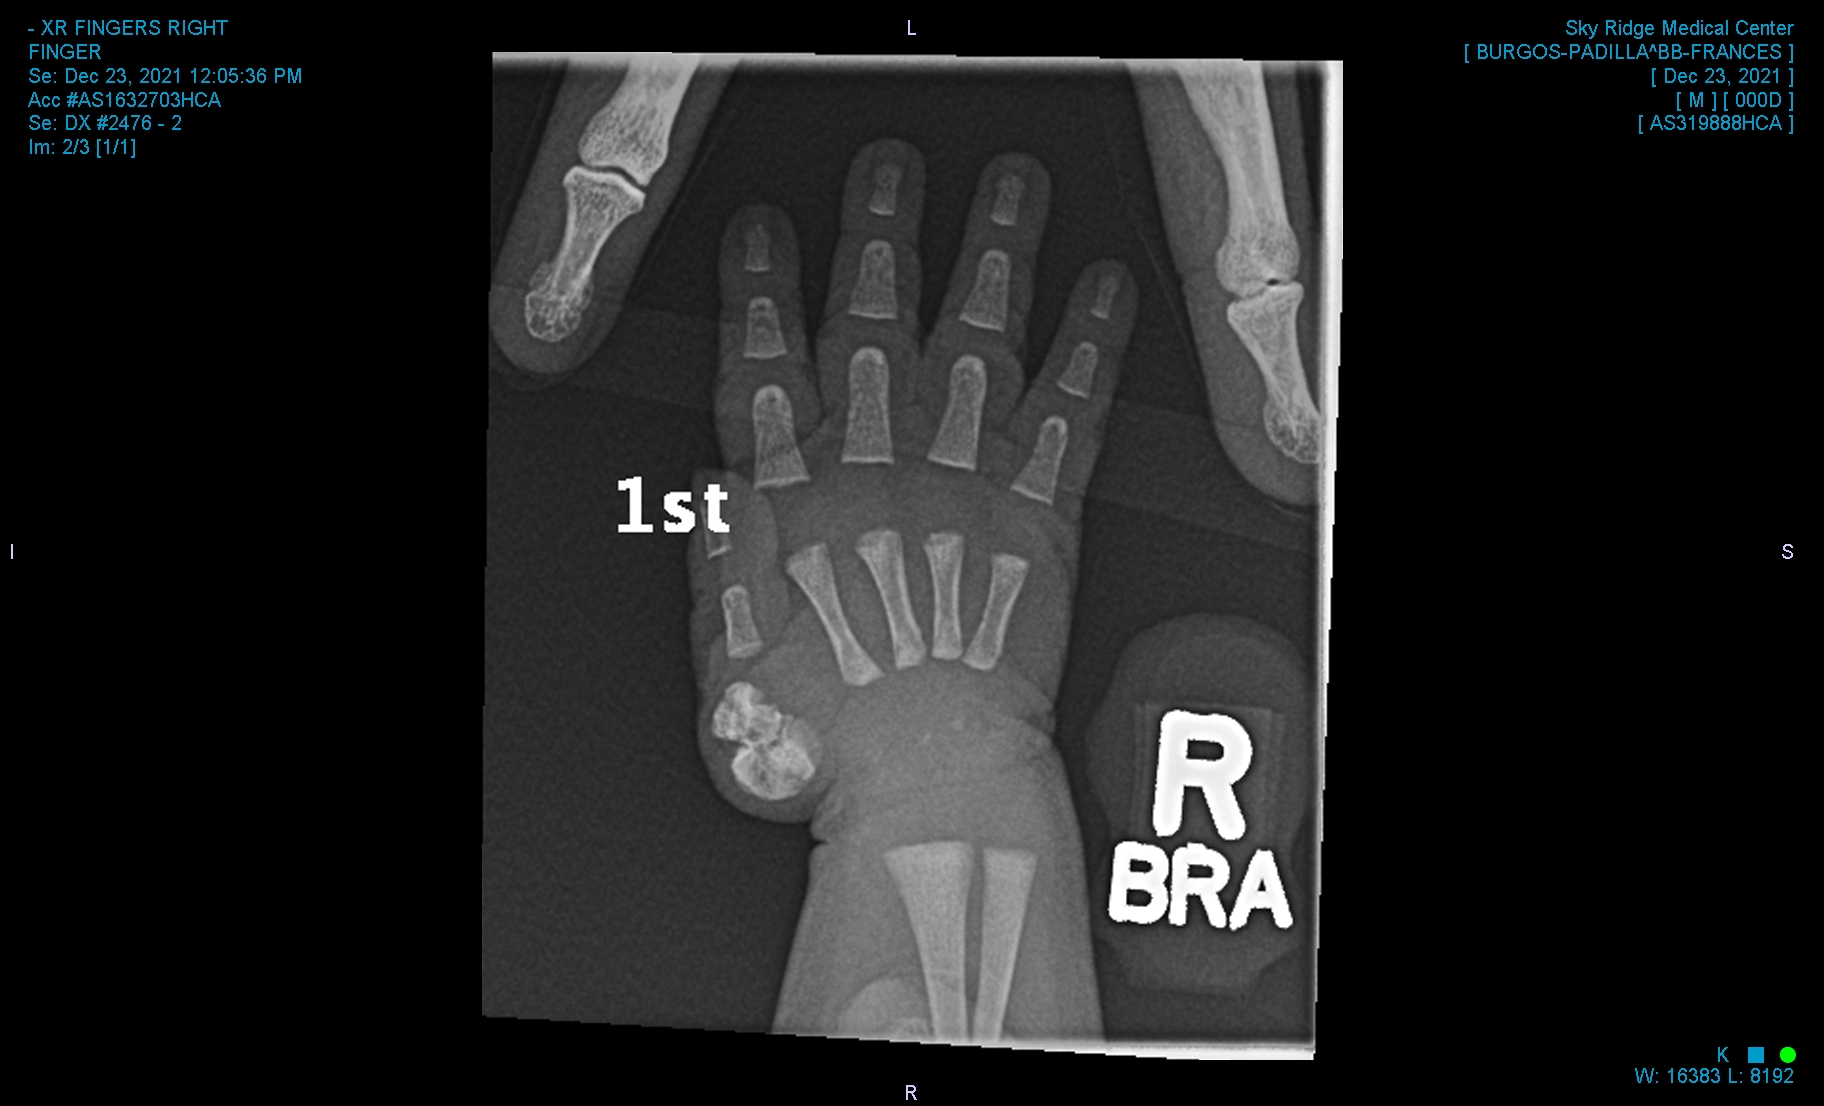 - XR FINGERS RIGHT
FINGER
Se: Dec 23, 2021 12:05:36 PM
Acc #AS1632703HCA
Se: DX #2476 - 2
Im: 2/3 [1/1]
L
Sky Ridge Medical Center
[ BURGOS-PADILLA^BB-FRANCES ]
[ Dec 23, 2021 ]
[ M ] [ 000D ]
[ AS319888HCA ]
1st
I
S
R
BRA
R
K
W: 16383 L: 8192